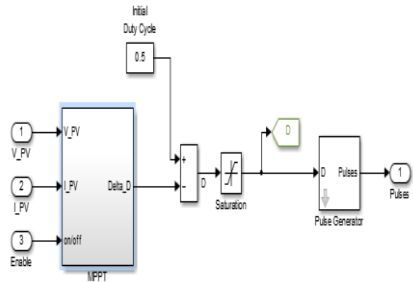 Initial
Duty Cycle
0.5
1
V_PV
2
I_PV
3
Enable
V_PV
I_PV
on/off
Delta_D
MPPT
+
−
D
Saturation
D
D
Pulses
Pulse Generator
1
Pulses